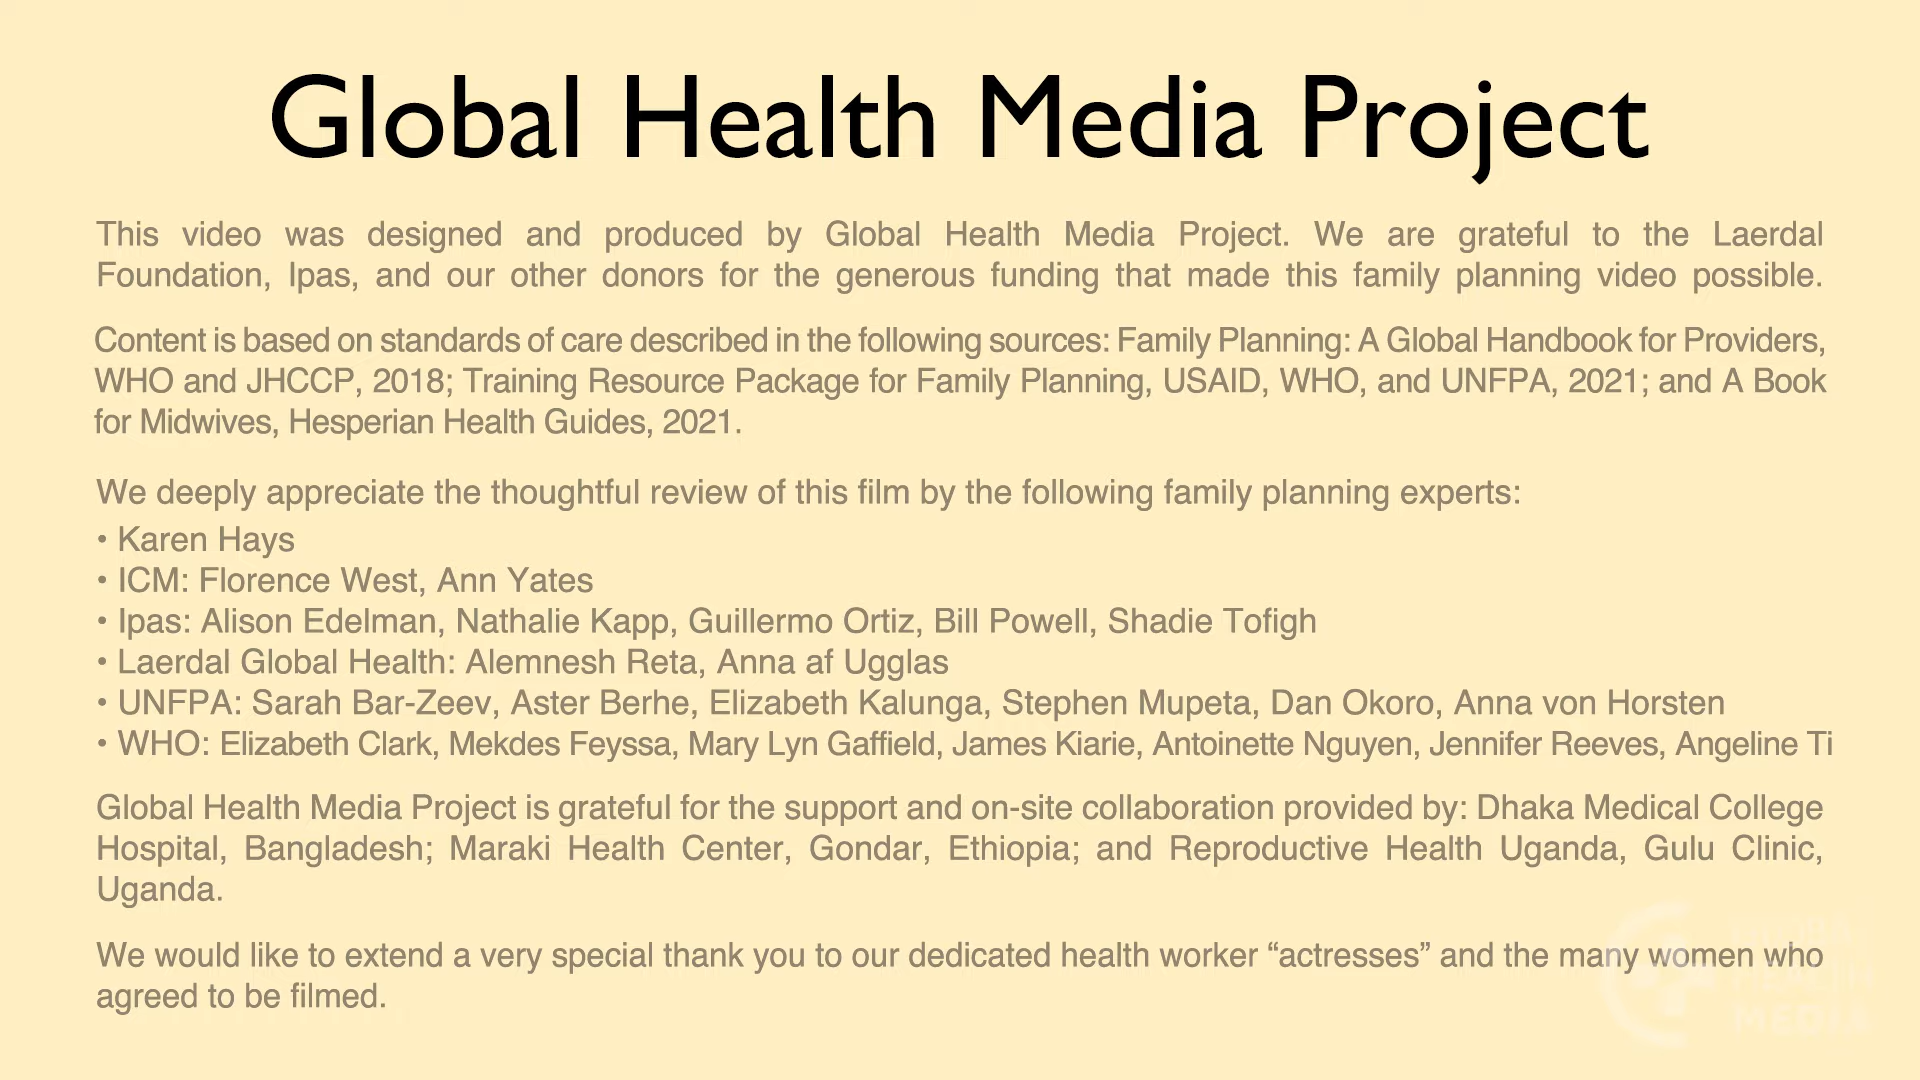 Global Health Media Project
This video was designed and produced by Global Health Media Project. We are grateful to the Laerdal
Foundation, Ipas, and our other donors for the generous funding that made this family planning video possible.
Content is based on standards of care described in the following sources: Family Planning: A Global Handbook for Providers,
WHO and JHCCP, 2018; Training Resource Package for Family Planning, USAID, WHO, and UNFPA, 2021; and A Book
for Midwives, Hesperian Health Guides, 2021.
We deeply appreciate the thoughtful review of this film by the following family planning experts:
• Karen Hays
• ICM: Florence West, Ann Yates
• Ipas: Alison Edelman, Nathalie Kapp, Guillermo Ortiz, Bill Powell, Shadie Tofigh
• Laerdal Global Health: Alemnesh Reta, Anna af Ugglas
• UNFPA: Sarah Bar-Zeev, Aster Berhe, Elizabeth Kalunga, Stephen Mupeta, Dan Okoro, Anna von Horsten
• WHO: Elizabeth Clark, Mekdes Feyssa, Mary Lyn Gaffield, James Kiarie, Antoinette Nguyen, Jennifer Reeves, Angeline Ti
Global Health Media Project is grateful for the support and on-site collaboration provided by: Dhaka Medical College
Hospital, Bangladesh; Maraki Health Center, Gondar, Ethiopia; and Reproductive Health Uganda, Gulu Clinic,
Uganda.
We would like to extend a very special thank you to our dedicated health worker “actresses” and the many women who
agreed to be filmed.
GLOBAL
HEALTH
MEDIA